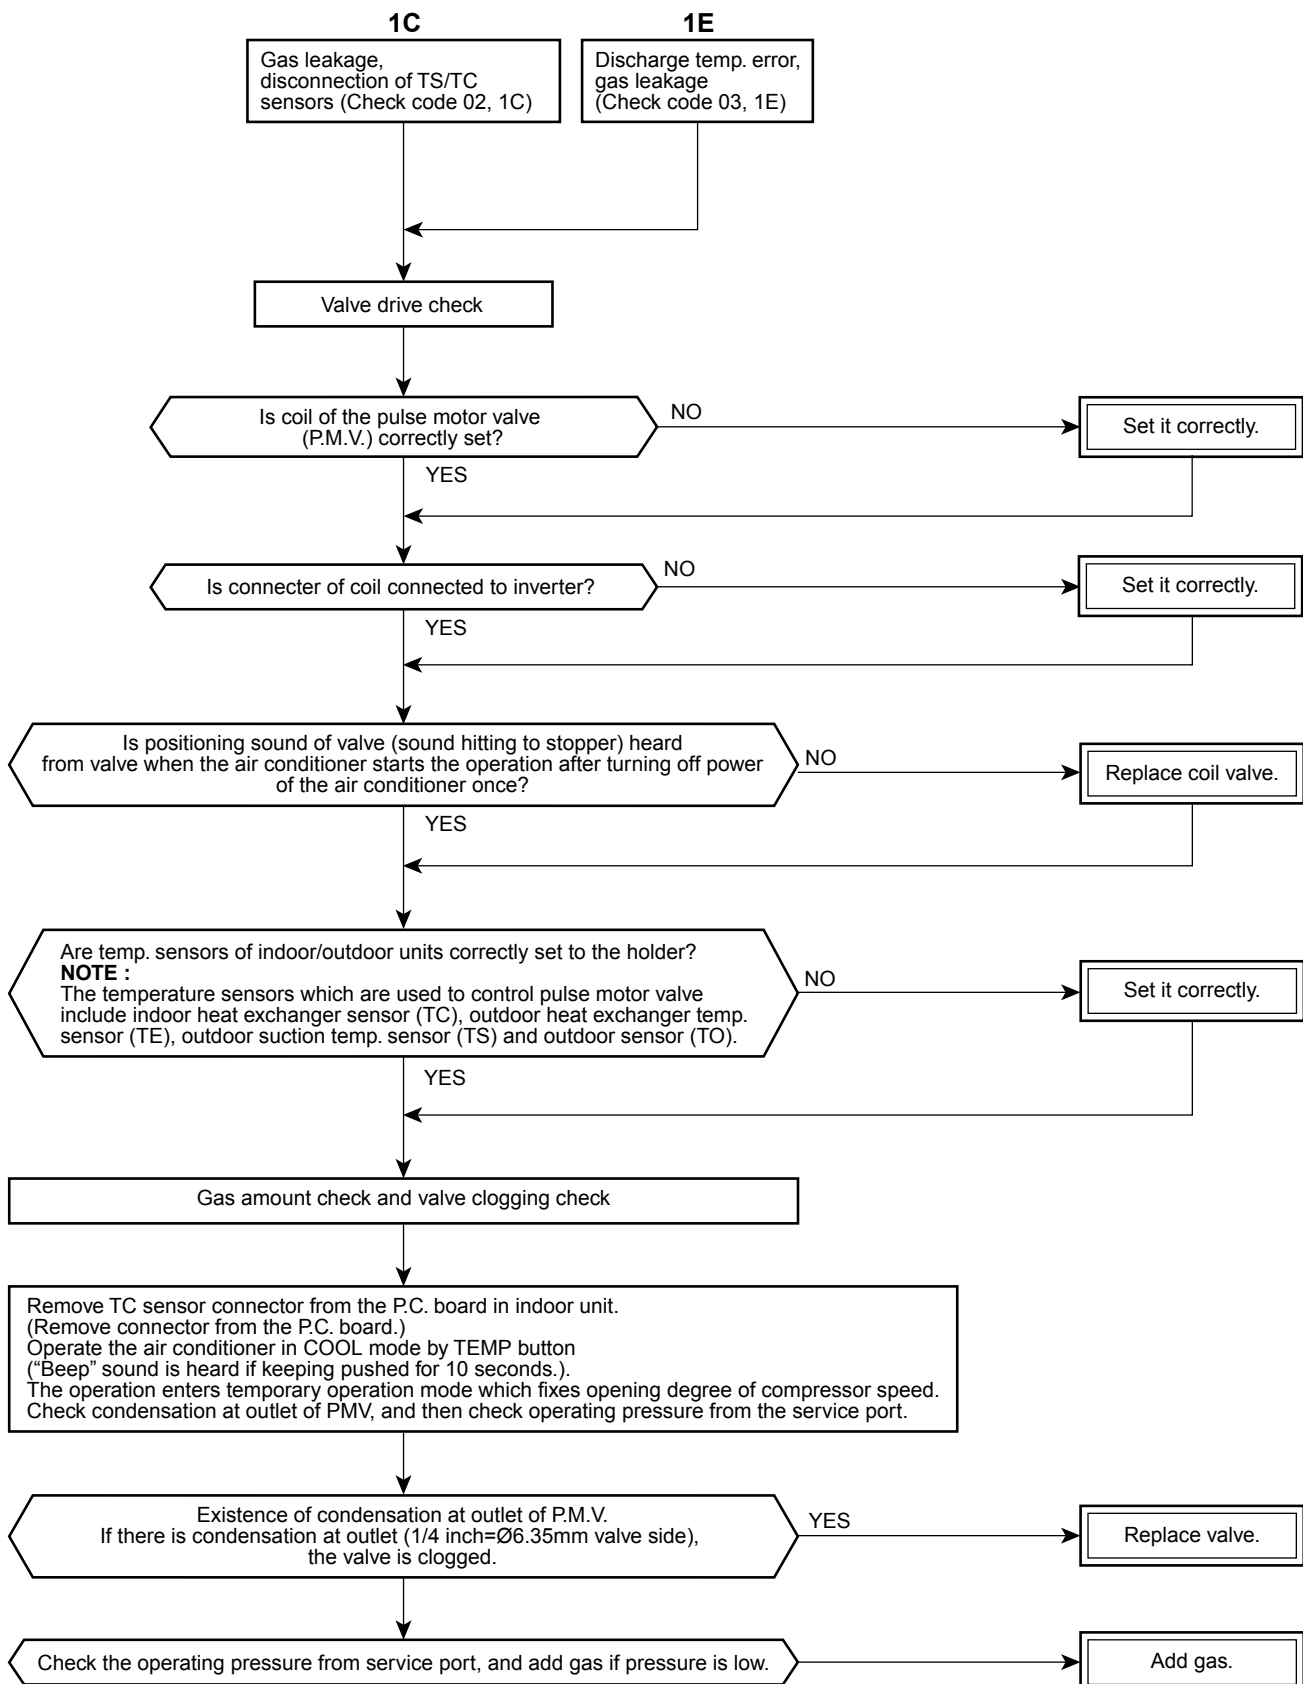 1C
1E
Gas leakage,
disconnection of TS/TC
sensors (Check code 02, 1C)
Discharge temp. error,
gas leakage
(Check code 03, 1E)
Valve drive check
Is coil of the pulse motor valve
(P.M.V.) correctly set?
NO
Set it correctly.
YES
Is connecter of coil connected to inverter?
NO
Set it correctly.
YES
Is positioning sound of valve (sound hitting to stopper) heard
from valve when the air conditioner starts the operation after turning off power
of the air conditioner once?
NO
Replace coil valve.
YES
Are temp. sensors of indoor/outdoor units correctly set to the holder?
NOTE :
The temperature sensors which are used to control pulse motor valve
include indoor heat exchanger sensor (TC), outdoor heat exchanger temp.
sensor (TE), outdoor suction temp. sensor (TS) and outdoor sensor (TO).
NO
Set it correctly.
YES
Gas amount check and valve clogging check
Remove TC sensor connector from the P.C. board in indoor unit.
(Remove connector from the P.C. board.)
Operate the air conditioner in COOL mode by TEMP button
(“Beep” sound is heard if keeping pushed for 10 seconds.).
The operation enters temporary operation mode which fixes opening degree of compressor speed.
Check condensation at outlet of PMV, and then check operating pressure from the service port.
Existence of condensation at outlet of P.M.V.
If there is condensation at outlet (1/4 inch=Ø6.35mm valve side),
the valve is clogged.
YES
Replace valve.
Check the operating pressure from service port, and add gas if pressure is low.
Add gas.